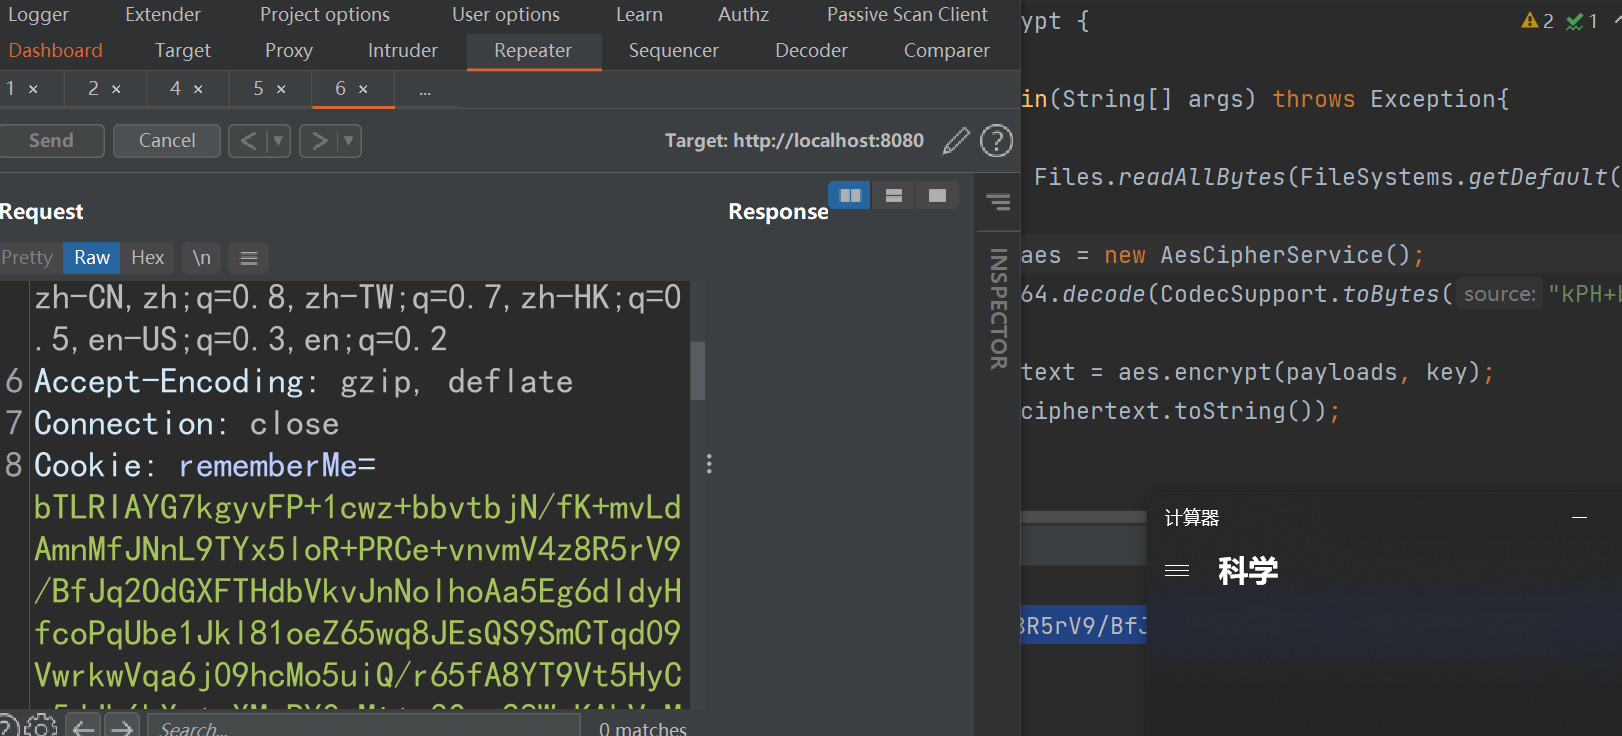 Logger Extender Project options User options Learn Authz Passive Scan Client
Dashboard Target Proxy Intruder Repeater Sequencer Decoder Comparer
1 × 2 × 4 × 5 × 6 × ...
Send Cancel < > Target: http://localhost:8080
Request
Response
Pretty Raw Hex \n
INSPECTOR
zh-CN,zh;q=0.8,zh-TW;q=0.7,zh-HK;q=0
.5,en-US;q=0.3,en;q=0.2
6 Accept-Encoding: gzip, deflate
7 Connection: close
8 Cookie: rememberMe=
bTLRIAYG7kgyvFP+1cwz+bbvtbjN/fK+mvLd
AmnMfJNnL9TYx5IoR+PRCe+vnvmV4z8R5rV9
/BfJq2OdGXFTHdbVkvJnNolhoAa5Eg6dldyH
fcoPqUbe1Jkl81oeZ65wq8JEsQS9SmCTqd09
VwrkwVqa6j09hcMo5uiQ/r65fA8YT9Vt5HyC
Search... 0 matches
ypt {
2 1
in(String[] args) throws Exception{
Files.readAllBytes(FileSystems.getDefault(
aes = new AesCipherService();
64.decode(CodecSupport.toBytes( source: "kPH+
text = aes.encrypt(payloads, key);
ciphertext.toString());
8R5rV9/BfJ
计算器
科学